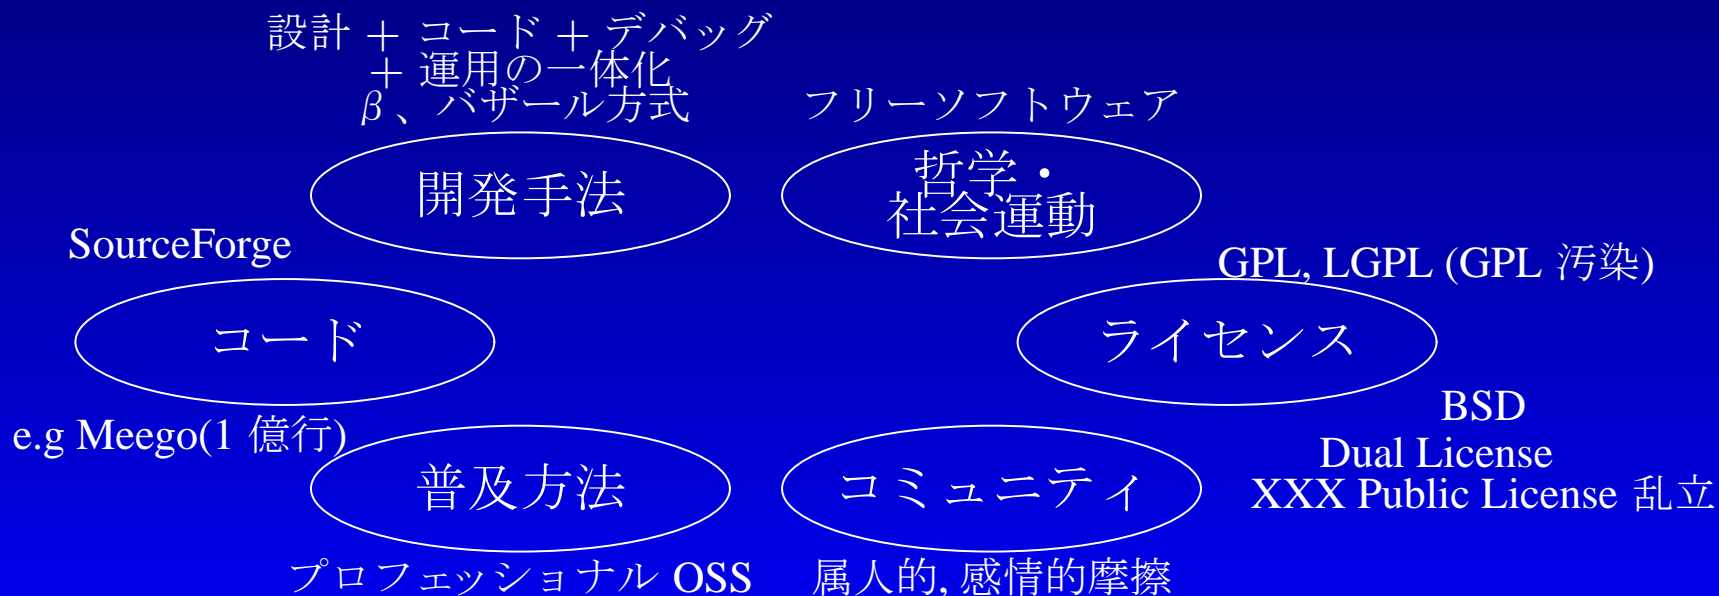 設計 + コード + デバッグ
+ 運用の一体化
β、バザール方式
フリーソフトウェア
開発手法
哲学・
社会運動
SourceForge
GPL, LGPL (GPL 汚染)
コード
ライセンス
e.g Meego(1 億行)
BSD
Dual License
XXX Public License 乱立
普及方法
コミュニティ
プロフェッショナル OSS
属人的, 感情的摩擦